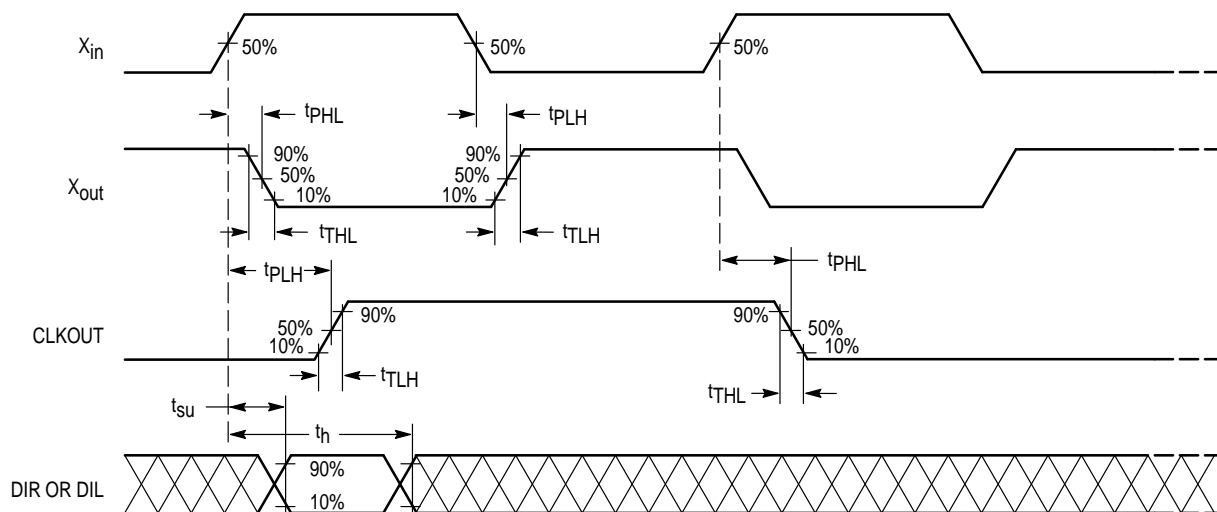 Xin
50%
50%
50%
tPHL
tPLH
Xout
90%
50%
10%
90%
50%
10%
tTHL
tTLH
tPLH
tPHL
CLKOUT
90%
50%
10%
90%
50%
10%
tTLH
tTHL
tsu
th
DIR OR DIL
90%
10%